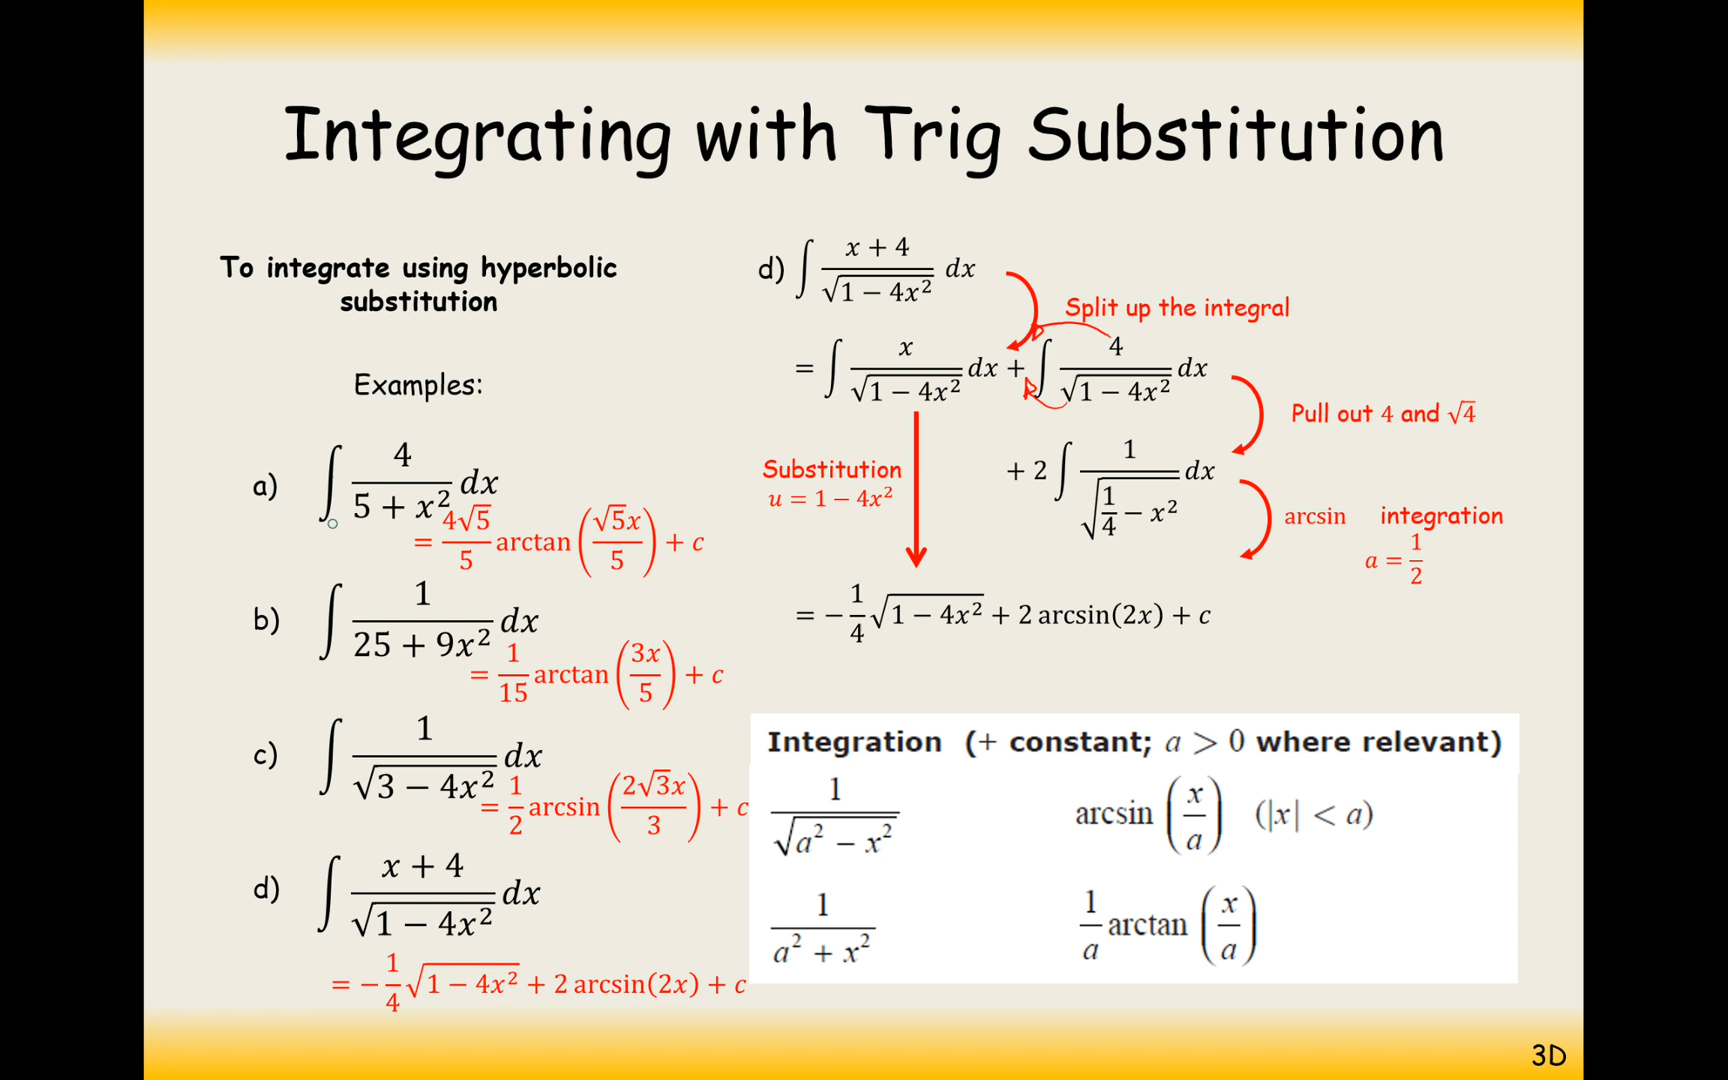 Integrating with Trig Substitution
To integrate using hyperbolic
substitution
Examples:
a) ∫ 4/(5 + x²) dx
= (4√5)/5 arctan((√5x)/5) + c
b) ∫ 1/(25 + 9x²) dx
= 1/15 arctan(3x/5) + c
c) ∫ 1/√(3 − 4x²) dx
= 1/2 arcsin((2√3x)/3) + c
d) ∫ (x + 4)/√(1 − 4x²) dx
= −1/4 √(1 − 4x²) + 2 arcsin(2x) + c
d) ∫ (x + 4)/√(1 − 4x²) dx
Split up the integral
= ∫ x/√(1 − 4x²) dx + ∫ 4/√(1 − 4x²) dx
Pull out 4 and √4
Substitution
u = 1 − 4x²
+ 2 ∫ 1/√(1/4 − x²) dx
arcsin integration
a = 1/2
= −1/4 √(1 − 4x²) + 2 arcsin(2x) + c
Integration (+ constant; a > 0 where relevant)
1/√(a² − x²) arcsin(x/a) (|x| < a)
1/(a² + x²) 1/a arctan(x/a)
3D